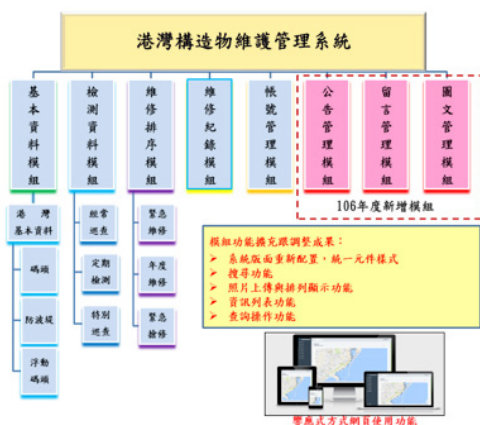 港灣構造物維護管理系統
基本資料模組
檢測資料模組
維修排序模組
維修紀錄模組
帳號管理模組
公告管理模組
留言管理模組
圖文管理模組
106年度新增模組
港灣
基本資料
碼頭
防波堤
浮動
碼頭
經常
巡查
定期
檢測
特別
巡查
緊急
維修
年度
維修
緊急
搶修
模組功能擴充跟調整成果：
系統版面重新配置，統一元件樣式
搜尋功能
照片上傳與排列顯示功能
資訊列表功能
查詢操作功能
響應式方式網頁使用功能